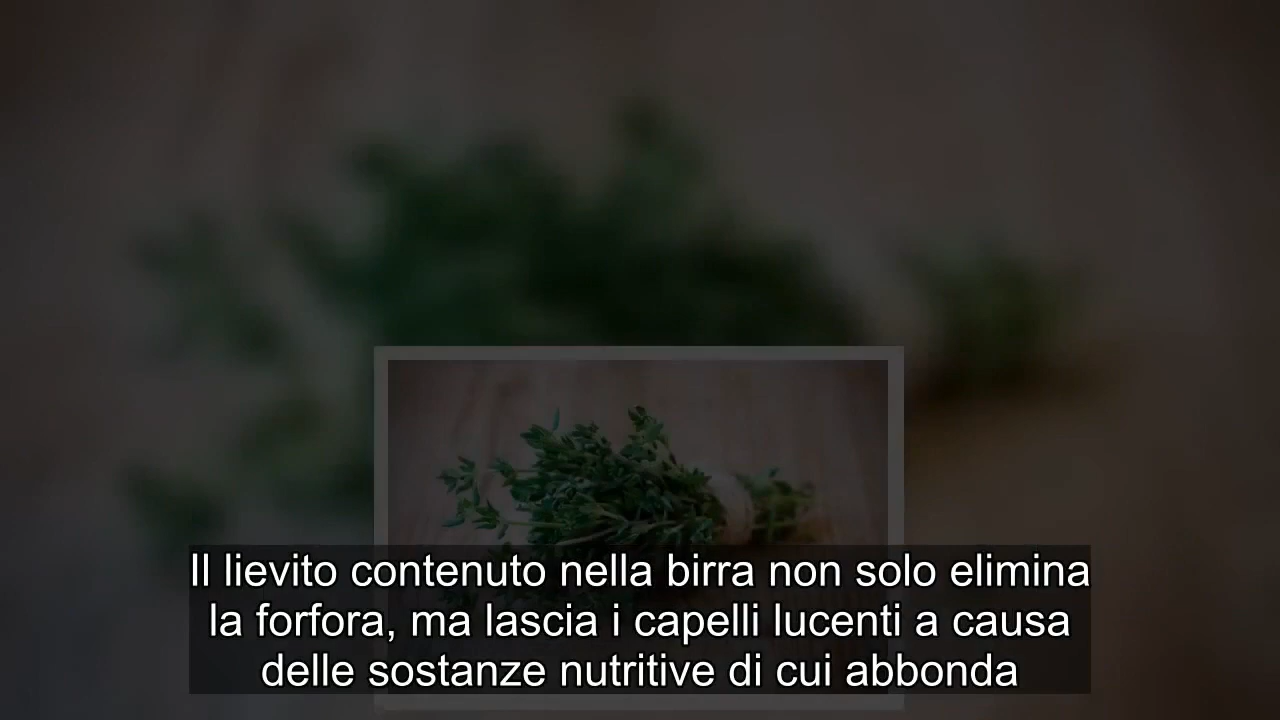 Il lievito contenuto nella birra non solo elimina
la forfora, ma lascia i capelli lucenti a causa
delle sostanze nutritive di cui abbonda